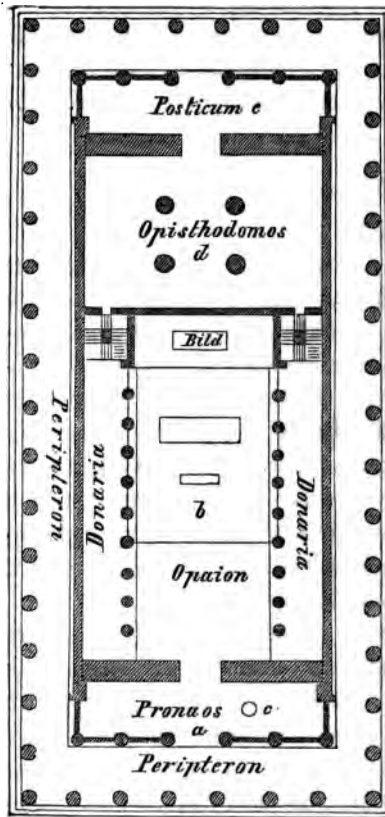 Posticum e
Opisthodomos
d
Bild
Peripteron
Donaria
Donaria
b
Opaion
Pronaos c
a
Peripteron